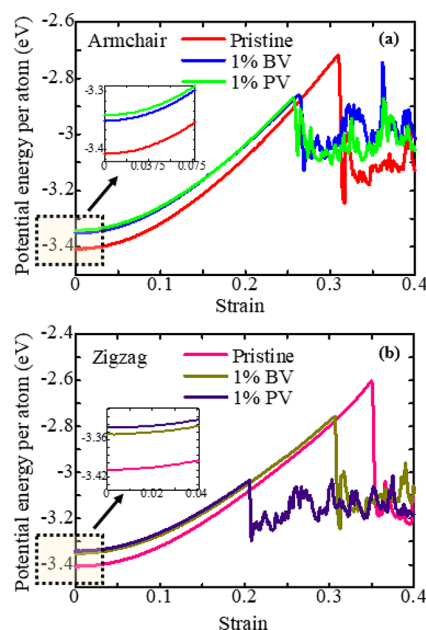 -2.6
Armchair
(a)
Pristine
1% BV
1% PV
-2.8
-3
-3.2
-3.4
-3.3
-3.4
0 0.0375 0.075
0 0.1 0.2 0.3 0.4
Strain
Potential energy per atom (eV)
-2.4
Zigzag
(b)
Pristine
1% BV
1% PV
-2.6
-2.8
-3
-3.2
-3.4
-3.36
-3.42
0 0.02 0.04
0 0.1 0.2 0.3 0.4
Strain
Potential energy per atom (eV)